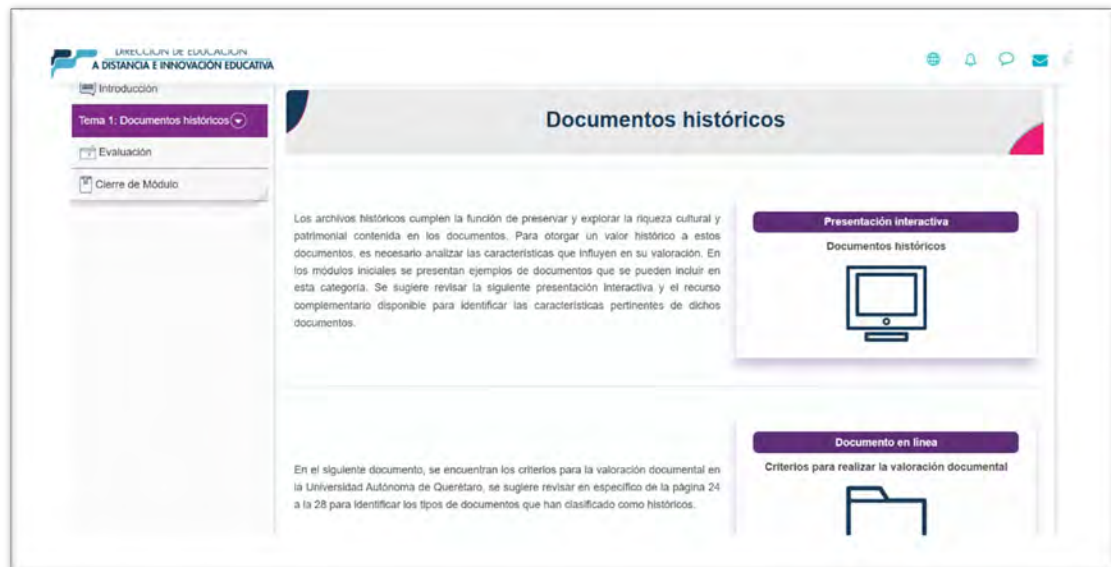 DIRECCIÓN DE EDUCACIÓN
A DISTANCIA E INNOVACIÓN EDUCATIVA
Introducción
Tema 1: Documentos históricos
Evaluación
Cierre de Módulo
Documentos históricos
Los archivos históricos cumplen la función de preservar y explorar la riqueza cultural y
patrimonial contenida en los documentos. Para otorgar un valor histórico a estos
documentos, es necesario analizar las características que influyen en su valoración. En
los módulos iniciales se presentan ejemplos de documentos que se pueden incluir en
esta categoría. Se sugiere revisar la siguiente presentación interactiva y el recurso
complementario disponible para identificar las características pertinentes de dichos
documentos.
Presentación interactiva
Documentos históricos
En el siguiente documento, se encuentran los criterios para la valoración documental en
la Universidad Autónoma de Querétaro, se sugiere revisar en específico de la página 24
a la 28 para identificar los tipos de documentos que han clasificado como históricos.
Documento en línea
Criterios para realizar la valoración documental